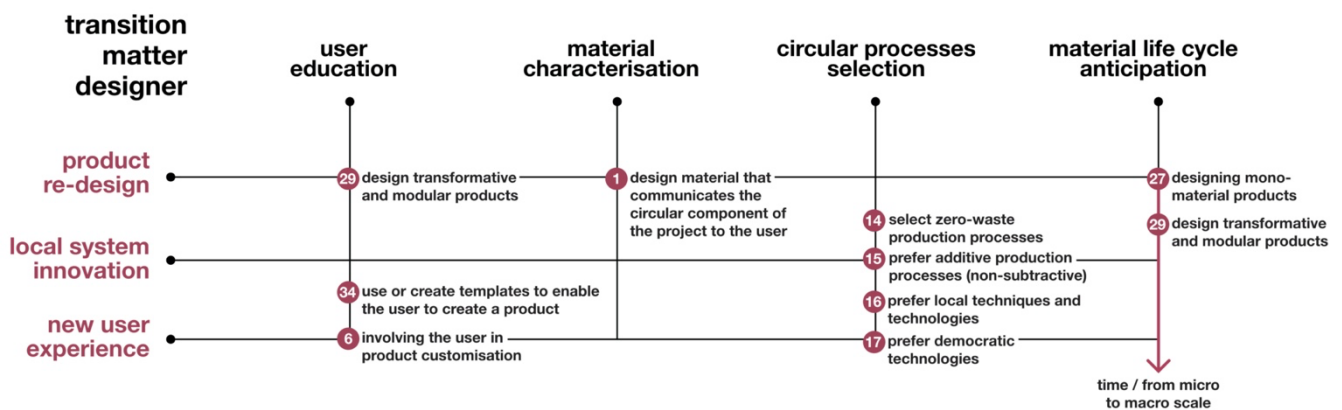 transition
matter
designer
user
education
material
characterisation
circular processes
selection
material life cycle
anticipation
product
re-design
29 design transformative
and modular products
1 design material that
communicates the
circular component of
the project to the user
27 designing mono-
material products
14 select zero-waste
production processes
29 design transformative
and modular products
local system
innovation
15 prefer additive production
processes (non-subtractive)
34 use or create templates to enable
the user to create a product
16 prefer local techniques and
technologies
new user
experience
6 involving the user in
product customisation
17 prefer democratic
technologies
time / from micro
to macro scale